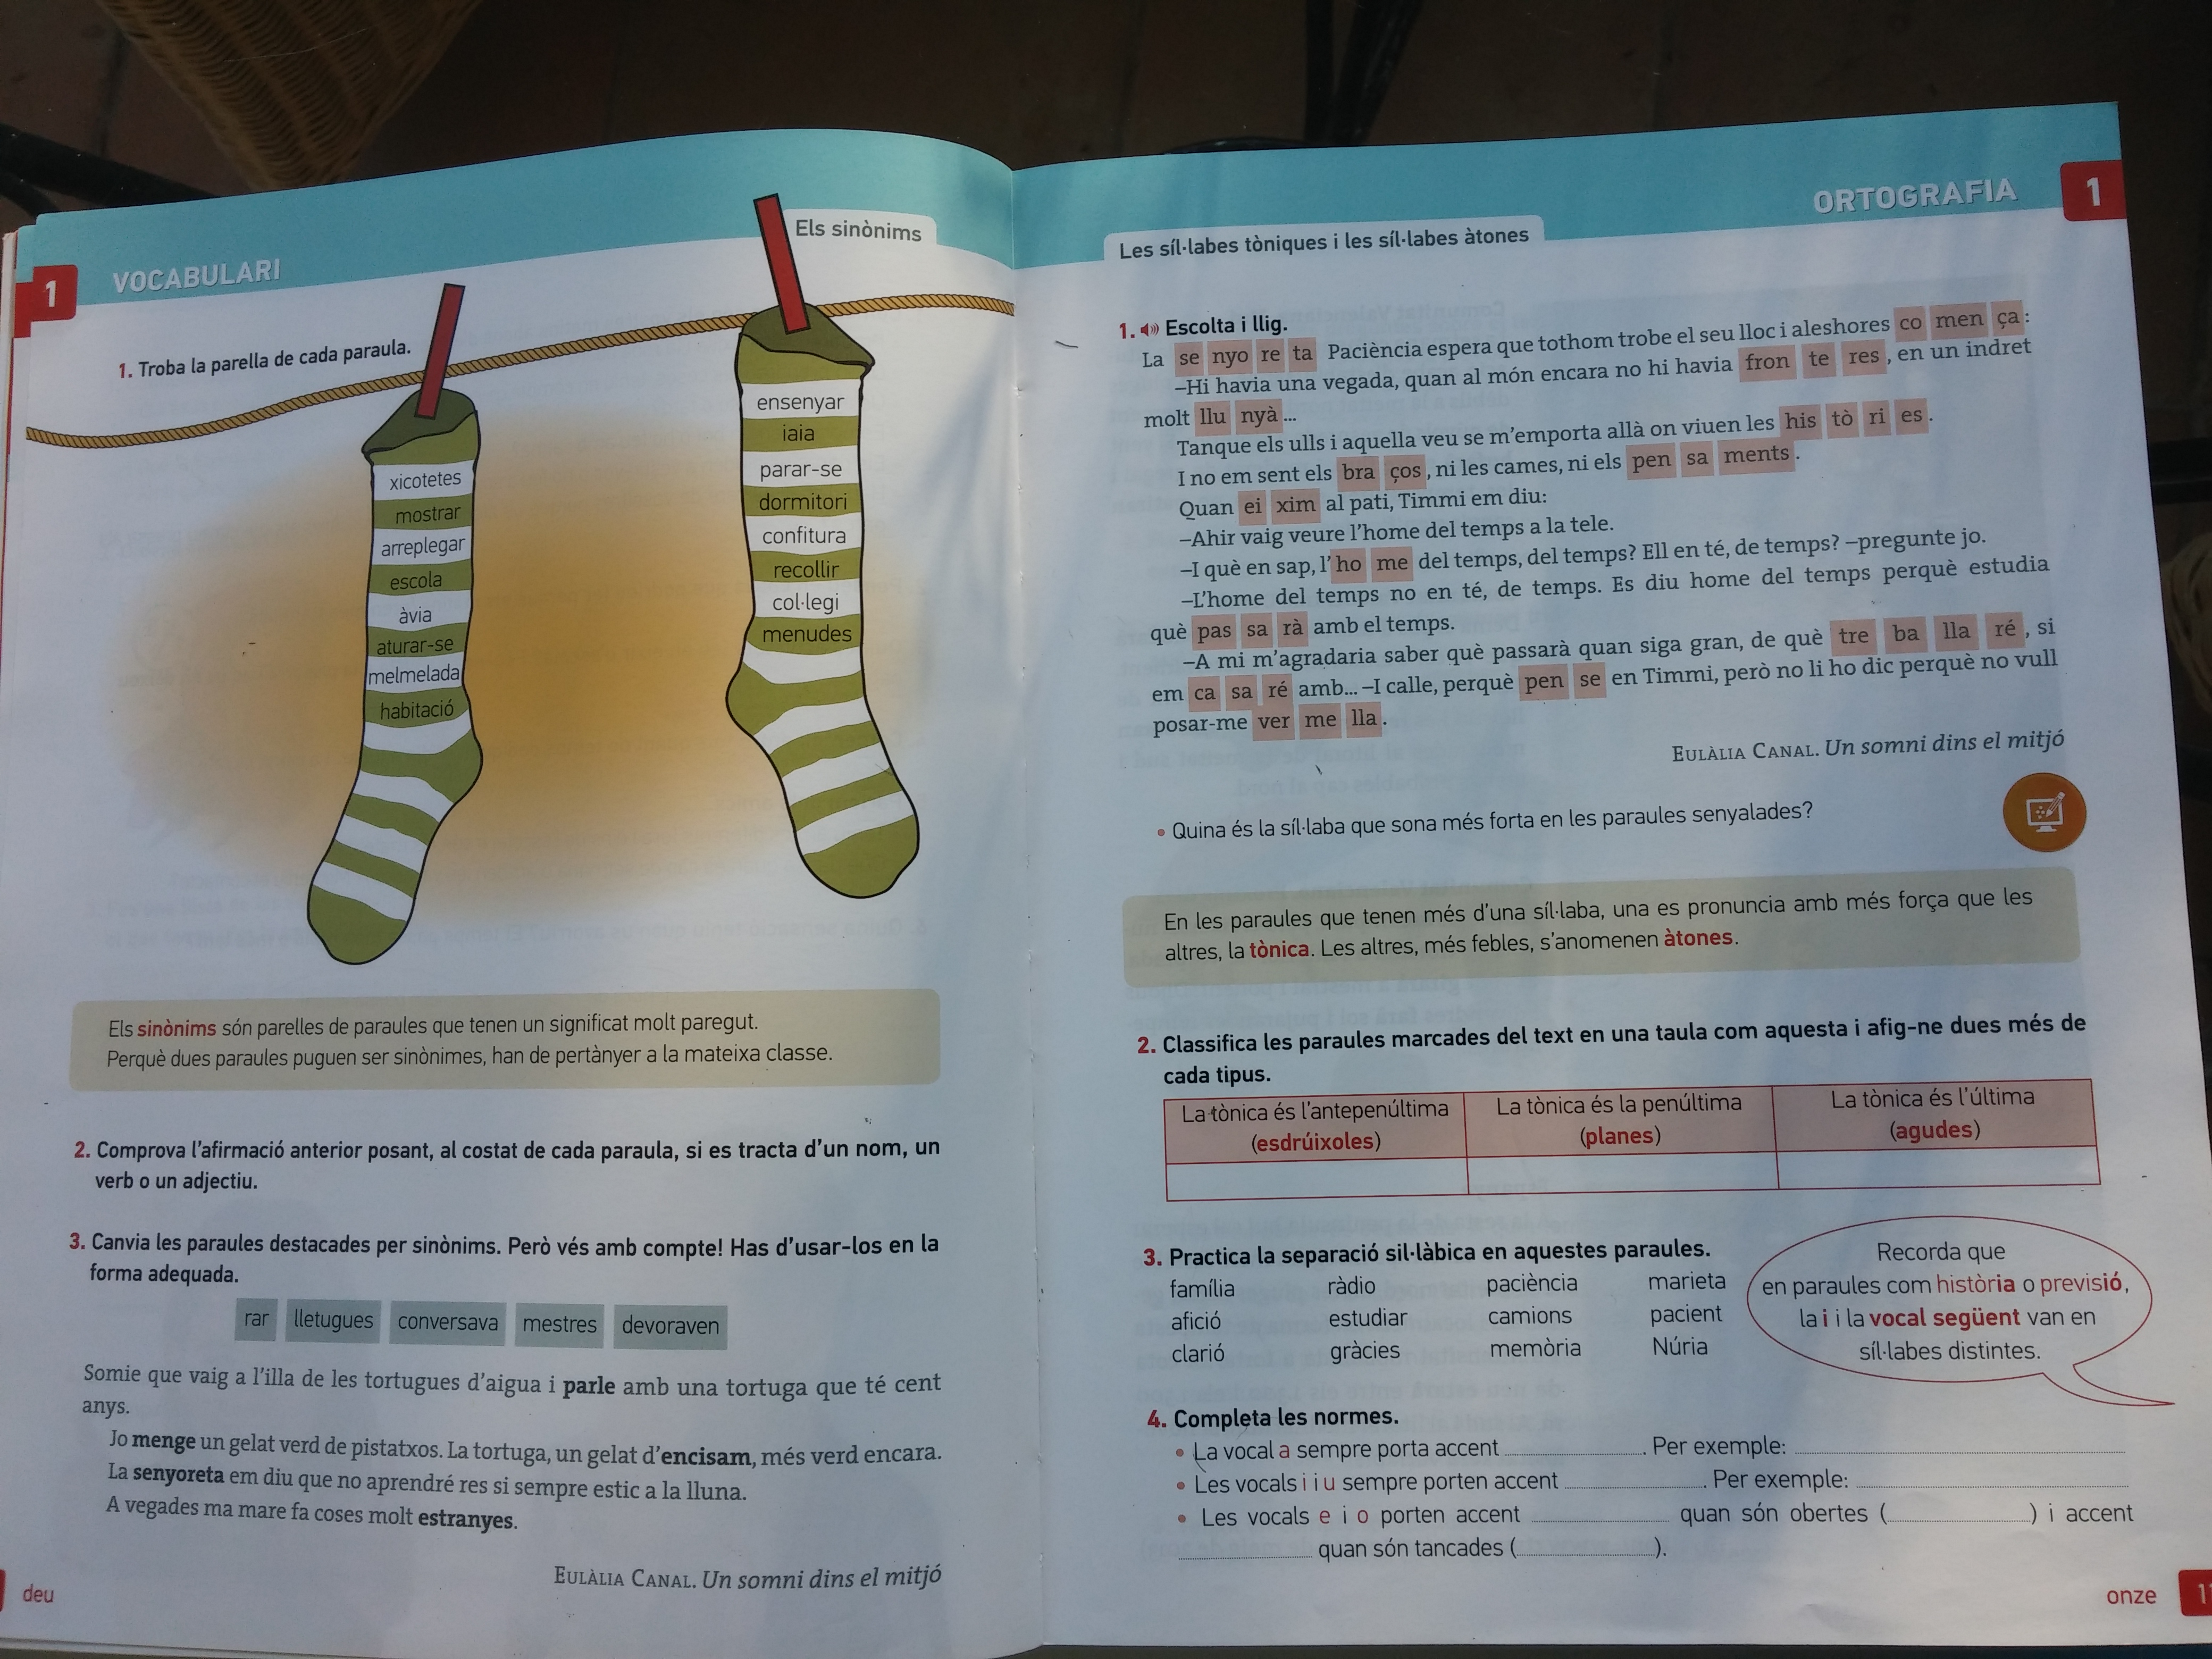 1
VOCABULARI
Els sinònims
1. Troba la parella de cada paraula.
xicotetes
mostrar
arreplegar
escola
àvia
aturar-se
melmelada
habitació
ensenyar
iaia
parar-se
dormitori
confitura
recollir
col·legi
menudes
Els sinònims són parelles de paraules que tenen un significat molt paregut.
Perquè dues paraules puguen ser sinònimes, han de pertànyer a la mateixa classe.
2. Comprova l'afirmació anterior posant, al costat de cada paraula, si es tracta d'un nom, un
verb o un adjectiu.
3. Canvia les paraules destacades per sinònims. Però vés amb compte! Has d'usar-los en la
forma adequada.
rar lletugues conversava mestres devoraven
Somie que vaig a l'illa de les tortugues d'aigua i parle amb una tortuga que té cent
anys.
Jo menge un gelat verd de pistatxos. La tortuga, un gelat d'encisam, més verd encara.
La senyoreta em diu que no aprendré res si sempre estic a la lluna.
A vegades ma mare fa coses molt estranyes.
Eulàlia Canal. Un somni dins el mitjó
deu
ORTOGRAFIA
1
Les síl·labes tòniques i les síl·labes àtones
1. Escolta i llig.
La se nyo re ta Paciència espera que tothom trobe el seu lloc i aleshores co men ça:
–Hi havia una vegada, quan al món encara no hi havia fron te res, en un indret
molt llu nyà...
Tanque els ulls i aquella veu se m'emporta allà on viuen les his tò ri es.
I no em sent els bra ços, ni les cames, ni els pen sa ments.
Quan ei xim al pati, Timmi em diu:
–Ahir vaig veure l'home del temps a la tele.
–I què en sap, l'ho me del temps, del temps? Ell en té, de temps? –pregunte jo.
–L'home del temps no en té, de temps. Es diu home del temps perquè estudia
què pas sa rà amb el temps.
–A mi m'agradaria saber què passarà quan siga gran, de què tre ba lla ré, si
em ca sa ré amb... –I calle, perquè pen se en Timmi, però no li ho dic perquè no vull
posar-me ver me lla.
Eulàlia Canal. Un somni dins el mitjó
• Quina és la síl·laba que sona més forta en les paraules senyalades?
En les paraules que tenen més d'una síl·laba, una es pronuncia amb més força que les
altres, la tònica. Les altres, més febles, s'anomenen àtones.
2. Classifica les paraules marcades del text en una taula com aquesta i afig-ne dues més de
cada tipus.
La tònica és l'antepenúltima La tònica és la penúltima La tònica és l'última
(esdrúixoles) (planes) (agudes)
3. Practica la separació sil·làbica en aquestes paraules.
família ràdio paciència marieta
afició estudiar camions pacient
clarió gràcies memòria Núria
Recorda que
en paraules com història o previsió,
la i i la vocal següent van en
síl·labes distintes.
4. Completa les normes.
• La vocal a sempre porta accent ............. Per exemple: .............
• Les vocals i i u sempre porten accent ............. Per exemple: .............
• Les vocals e i o porten accent ............. quan són obertes (.............) i accent
............. quan són tancades (.............).
onze